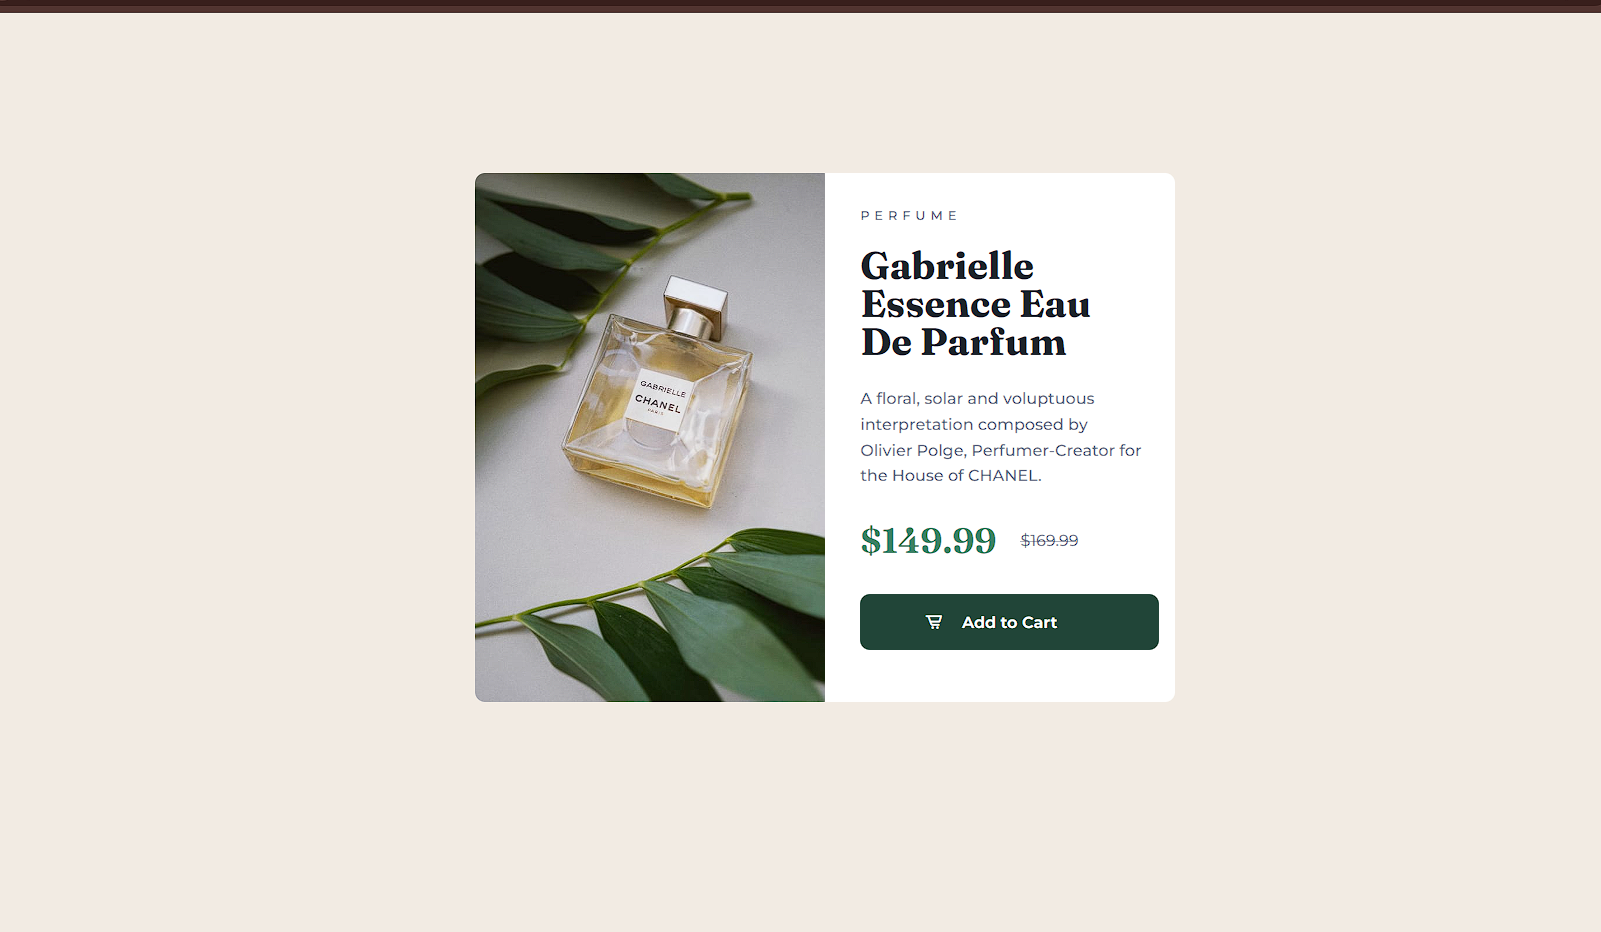 PERFUME
Gabrielle
Essence Eau
De Parfum
A floral, solar and voluptuous
interpretation composed by
Olivier Polge, Perfumer-Creator for
the House of CHANEL.
$149.99 $169.99
Add to Cart
GABRIELLE
CHANEL
PARIS